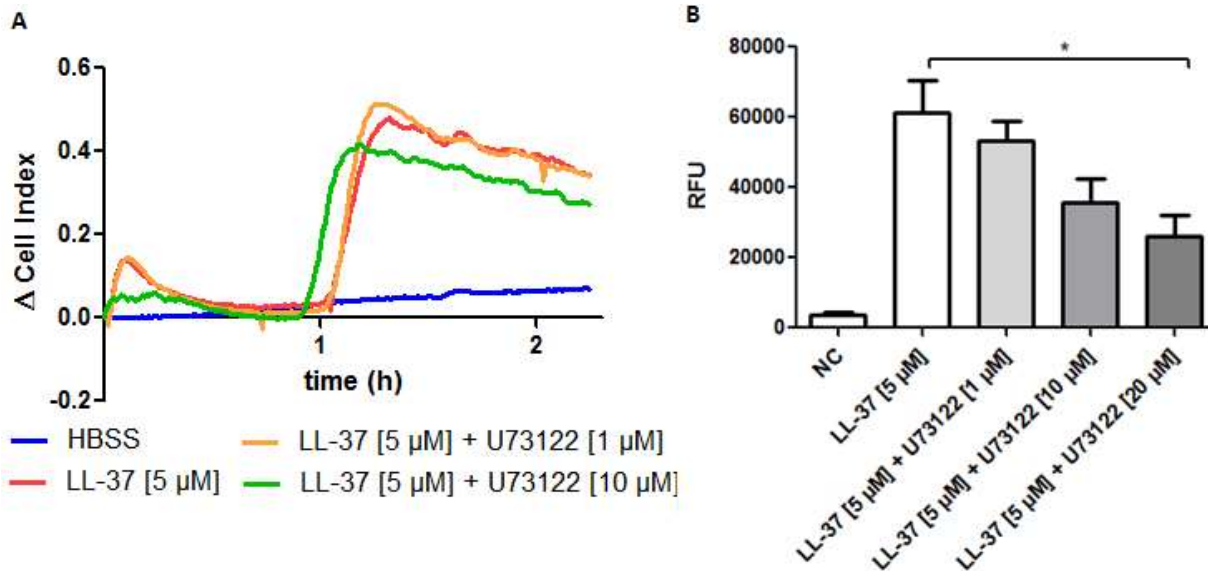 A
Δ Cell Index
0.6
0.4
0.2
0.0
-0.2
1
2
time (h)
HBSS
LL-37 [5 µM]
LL-37 [5 µM] + U73122 [1 µM]
LL-37 [5 µM] + U73122 [10 µM]
B
RFU
80000
60000
40000
20000
0
*
NC
LL-37 [5 µM]
LL-37 [5 µM] + U73122 [1 µM]
LL-37 [5 µM] + U73122 [10 µM]
LL-37 [5 µM] + U73122 [20 µM]